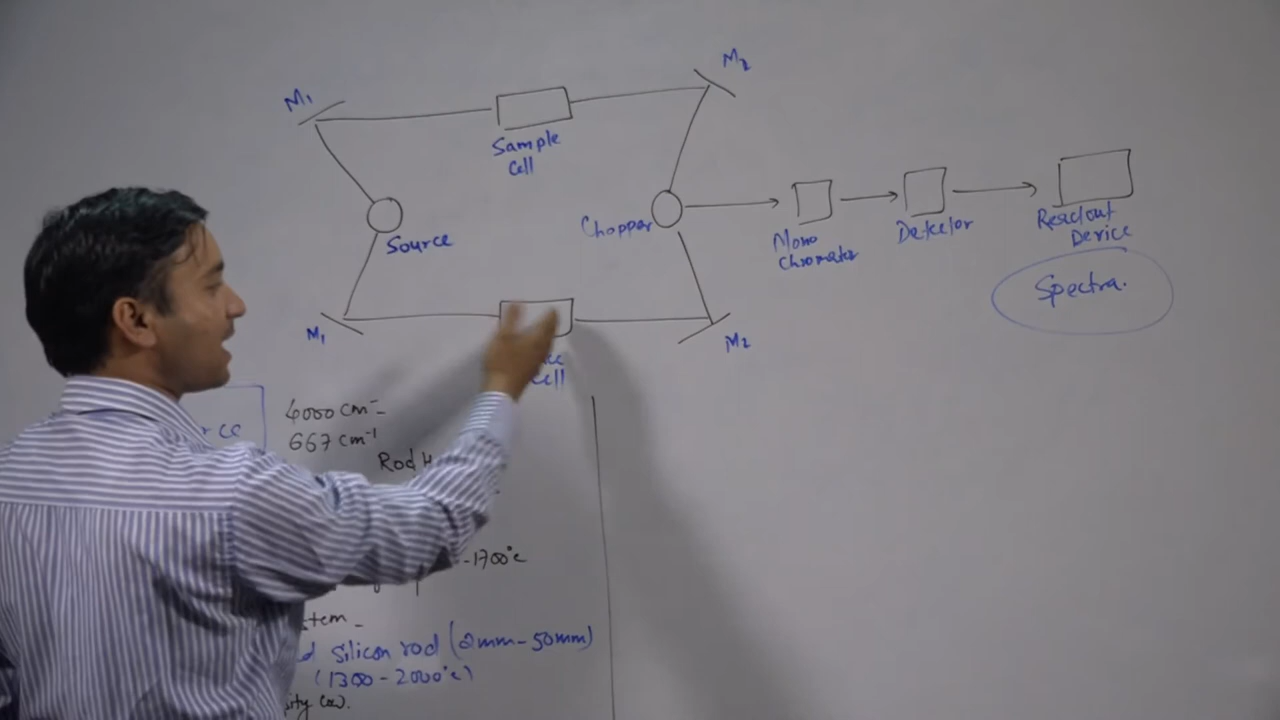 M1
M2
Sample
Cell
Source
Chopper
Mono
Chromator
Detector
Readout
Device
Spectra.
M1
M2
Cell
4000 cm-
667 cm-1
Rod
-1700°c
Silicon rod (2mm-50mm)
(1300-2000°c)